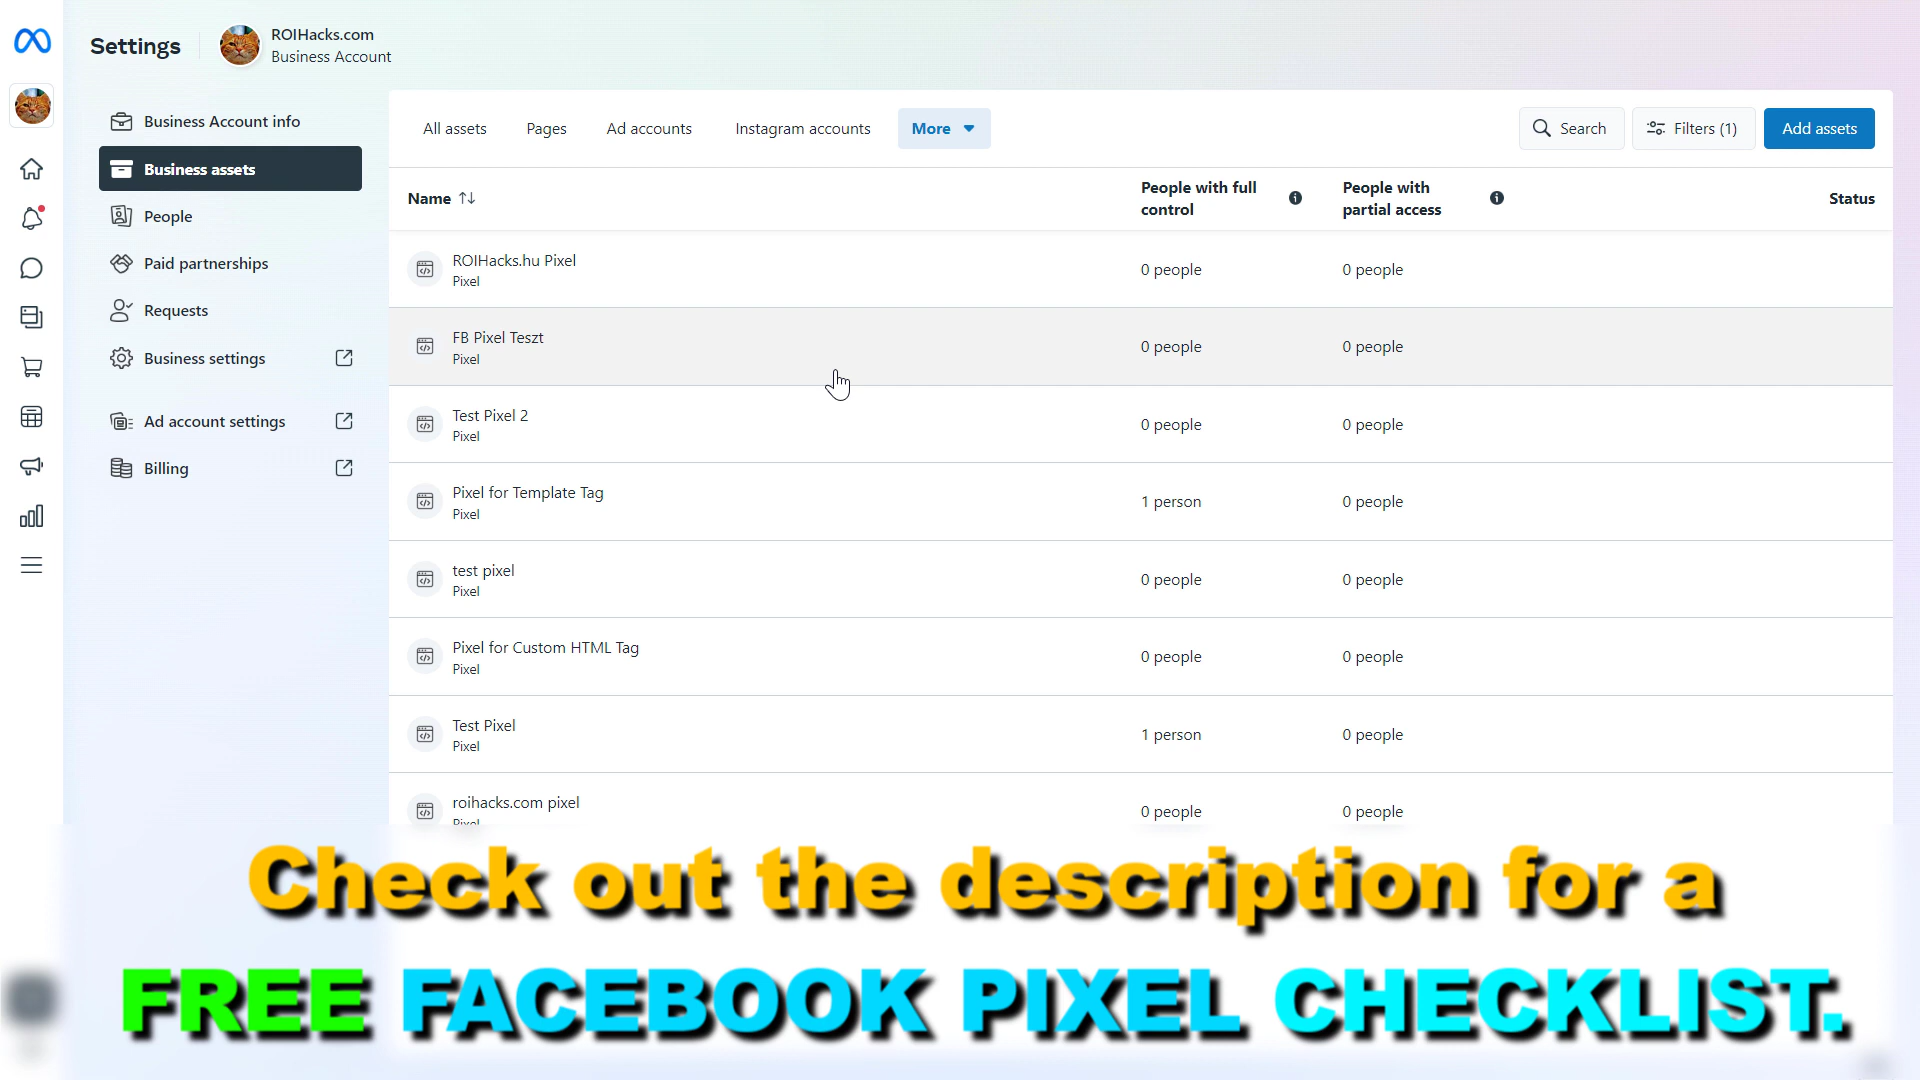 Settings
ROIHacks.com
Business Account
Business Account info
Business assets
People
Paid partnerships
Requests
Business settings
Ad account settings
Billing
All assets
Pages
Ad accounts
Instagram accounts
More
Search
Filters (1)
Add assets
Name
People with full
control
People with
partial access
Status
ROIHacks.hu Pixel
Pixel
0 people
0 people
FB Pixel Teszt
Pixel
0 people
0 people
Test Pixel 2
Pixel
0 people
0 people
Pixel for Template Tag
Pixel
1 person
0 people
test pixel
Pixel
0 people
0 people
Pixel for Custom HTML Tag
Pixel
0 people
0 people
Test Pixel
Pixel
1 person
0 people
roihacks.com pixel
Pixel
0 people
0 people
Check out the description for a
FREE FACEBOOK PIXEL CHECKLIST.